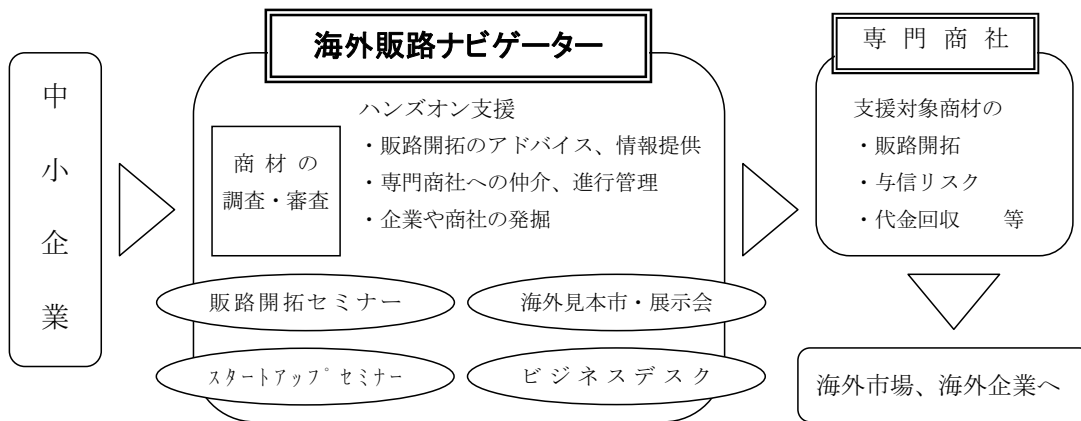 中小企業
海外販路ナビゲーター
商材の
調査・審査
ハンズオン支援
・販路開拓のアドバイス、情報提供
・専門商社への仲介、進行管理
・企業や商社の発掘
販路開拓セミナー
海外見本市・展示会
スタートアップセミナー
ビジネスデスク
専門商社
支援対象商材の
・販路開拓
・与信リスク
・代金回収　等
海外市場、海外企業へ